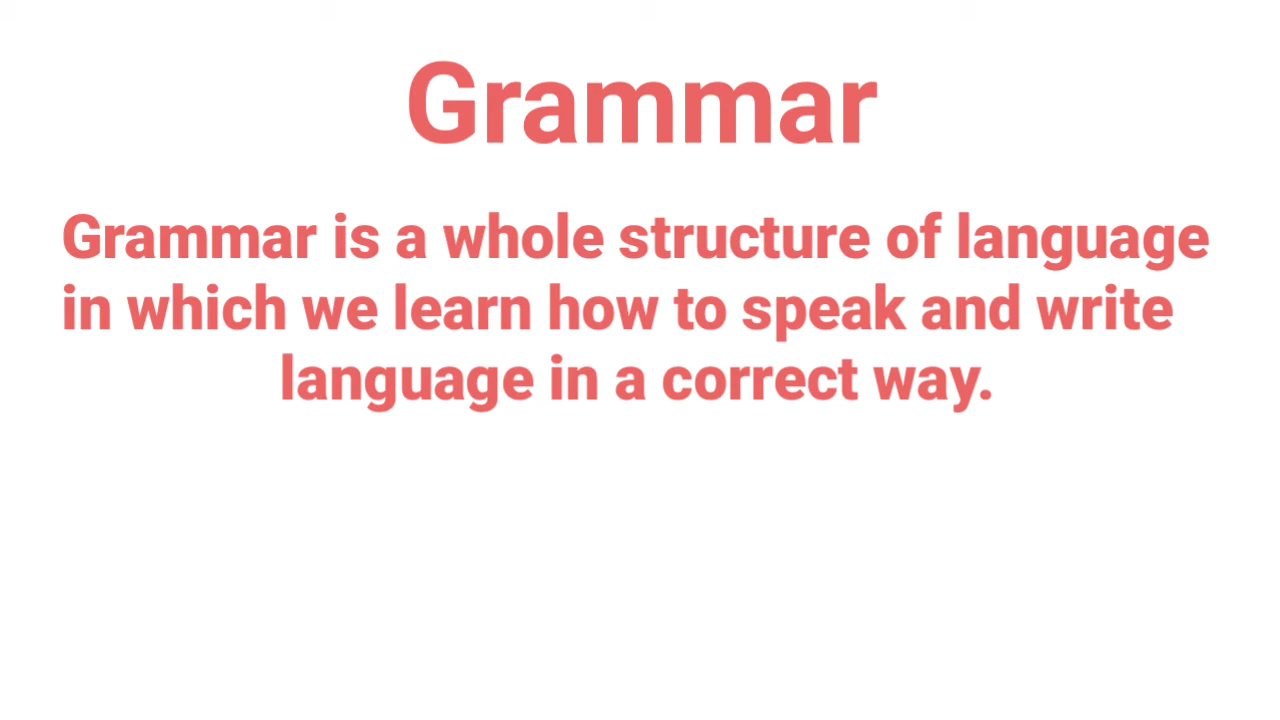 Grammar
Grammar is a whole structure of language
in which we learn how to speak and write
language in a correct way.